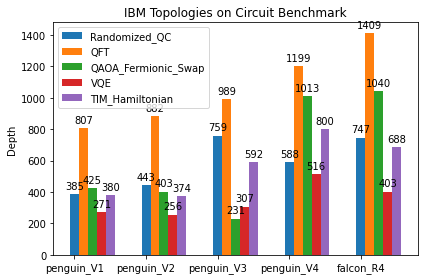 IBM Topologies on Circuit Benchmark
Depth
1400
1200
1000
800
600
400
200
0
Randomized_QC
QFT
QAOA_Fermionic_Swap
VQE
TIM_Hamiltonian
385
807
425
271
380
443
403
256
374
759
989
231
307
592
588
1199
1013
516
800
747
1409
1040
403
688
penguin_V1
penguin_V2
penguin_V3
penguin_V4
falcon_R4